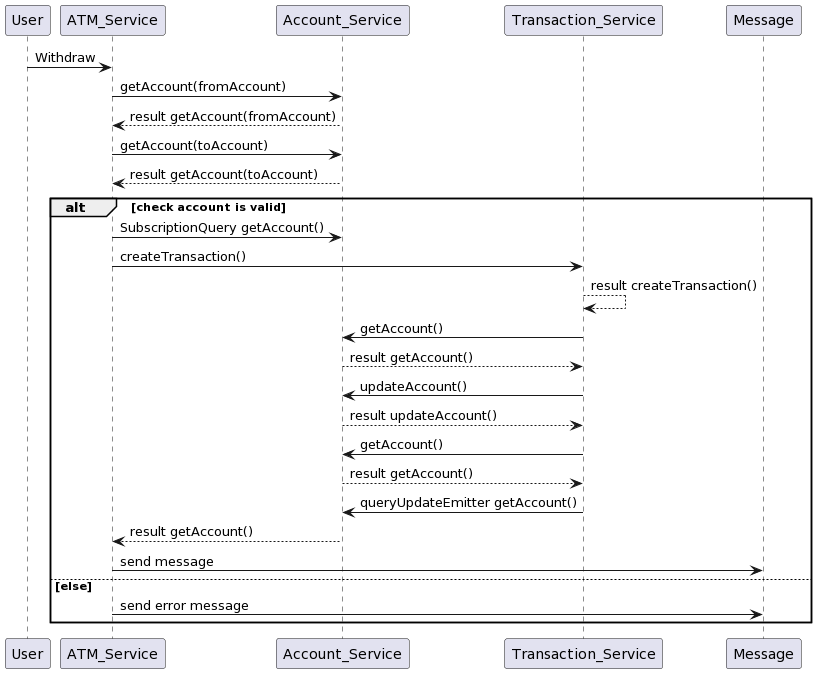 User ATM_Service Account_Service Transaction_Service Message
Withdraw
getAccount(fromAccount)
result getAccount(fromAccount)
getAccount(toAccount)
result getAccount(toAccount)
alt [check account is valid]
SubscriptionQuery getAccount()
createTransaction()
result createTransaction()
getAccount()
result getAccount()
updateAccount()
result updateAccount()
getAccount()
result getAccount()
queryUpdateEmitter getAccount()
result getAccount()
send message
[else]
send error message
User ATM_Service Account_Service Transaction_Service Message